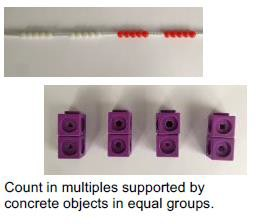 Count in multiples supported by
concrete objects in equal groups.